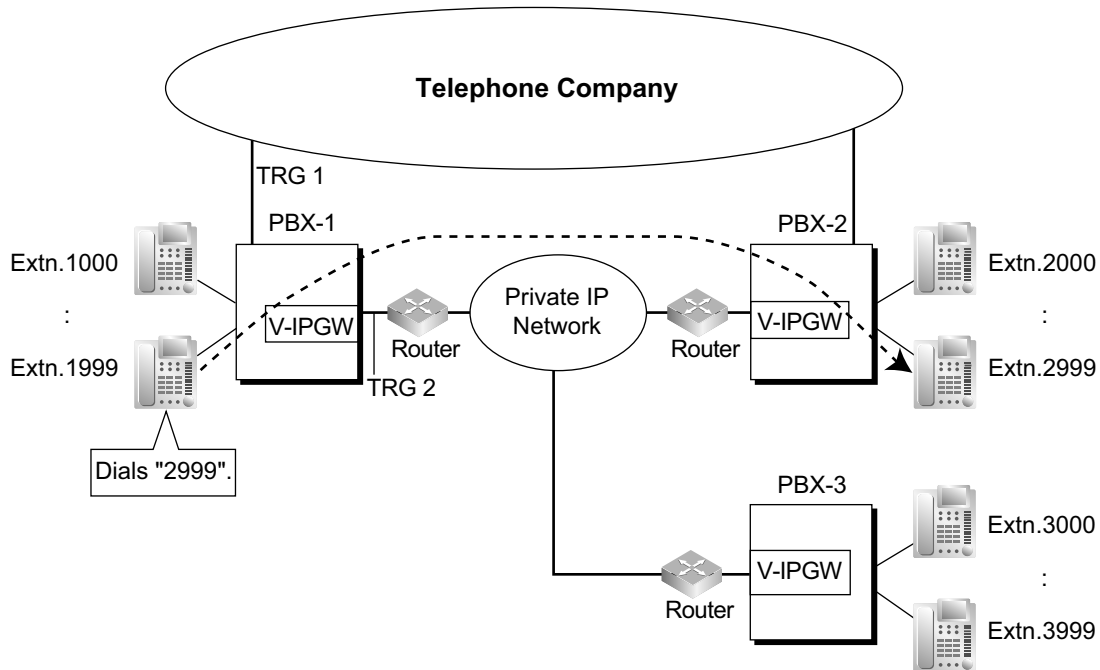 Telephone Company
TRG 1
PBX-1
PBX-2
Extn.1000
:
Extn.1999
V-IPGW
Router
TRG 2
Private IP
Network
Router
V-IPGW
Extn.2000
:
Extn.2999
Dials "2999".
PBX-3
Router
V-IPGW
Extn.3000
:
Extn.3999